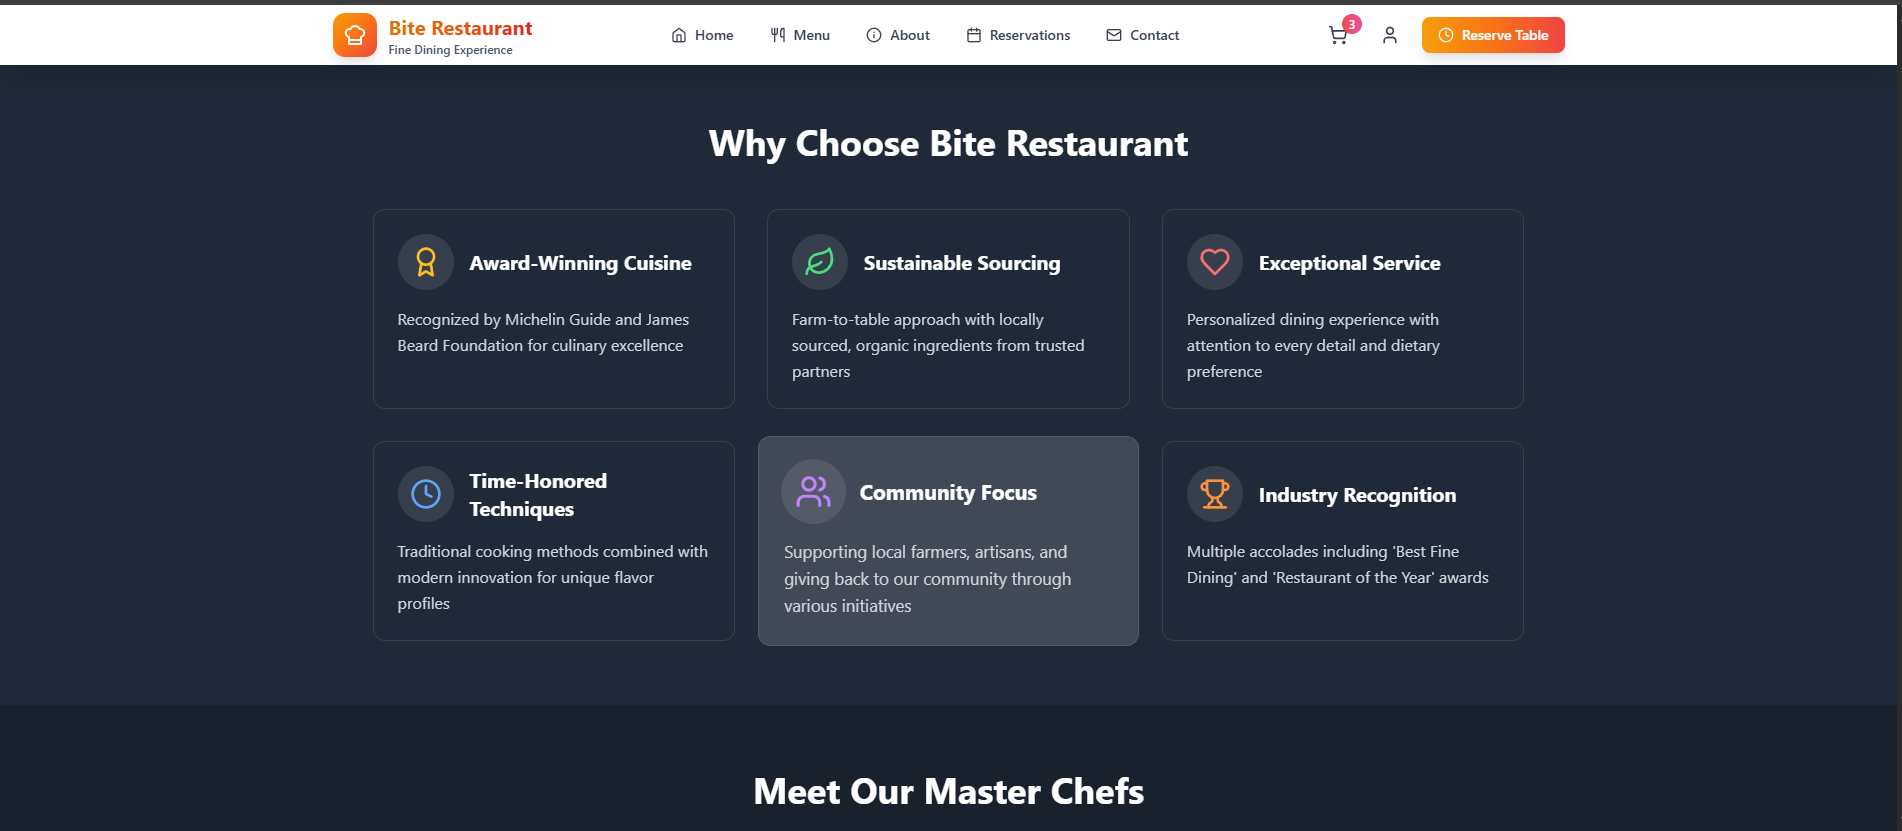 Bite Restaurant
Fine Dining Experience
Home
Menu
About
Reservations
Contact
3
Reserve Table
Why Choose Bite Restaurant
Award-Winning Cuisine
Recognized by Michelin Guide and James
Beard Foundation for culinary excellence
Sustainable Sourcing
Farm-to-table approach with locally
sourced, organic ingredients from trusted
partners
Exceptional Service
Personalized dining experience with
attention to every detail and dietary
preference
Time-Honored
Techniques
Traditional cooking methods combined with
modern innovation for unique flavor
profiles
Community Focus
Supporting local farmers, artisans, and
giving back to our community through
various initiatives
Industry Recognition
Multiple accolades including 'Best Fine
Dining' and 'Restaurant of the Year' awards
Meet Our Master Chefs